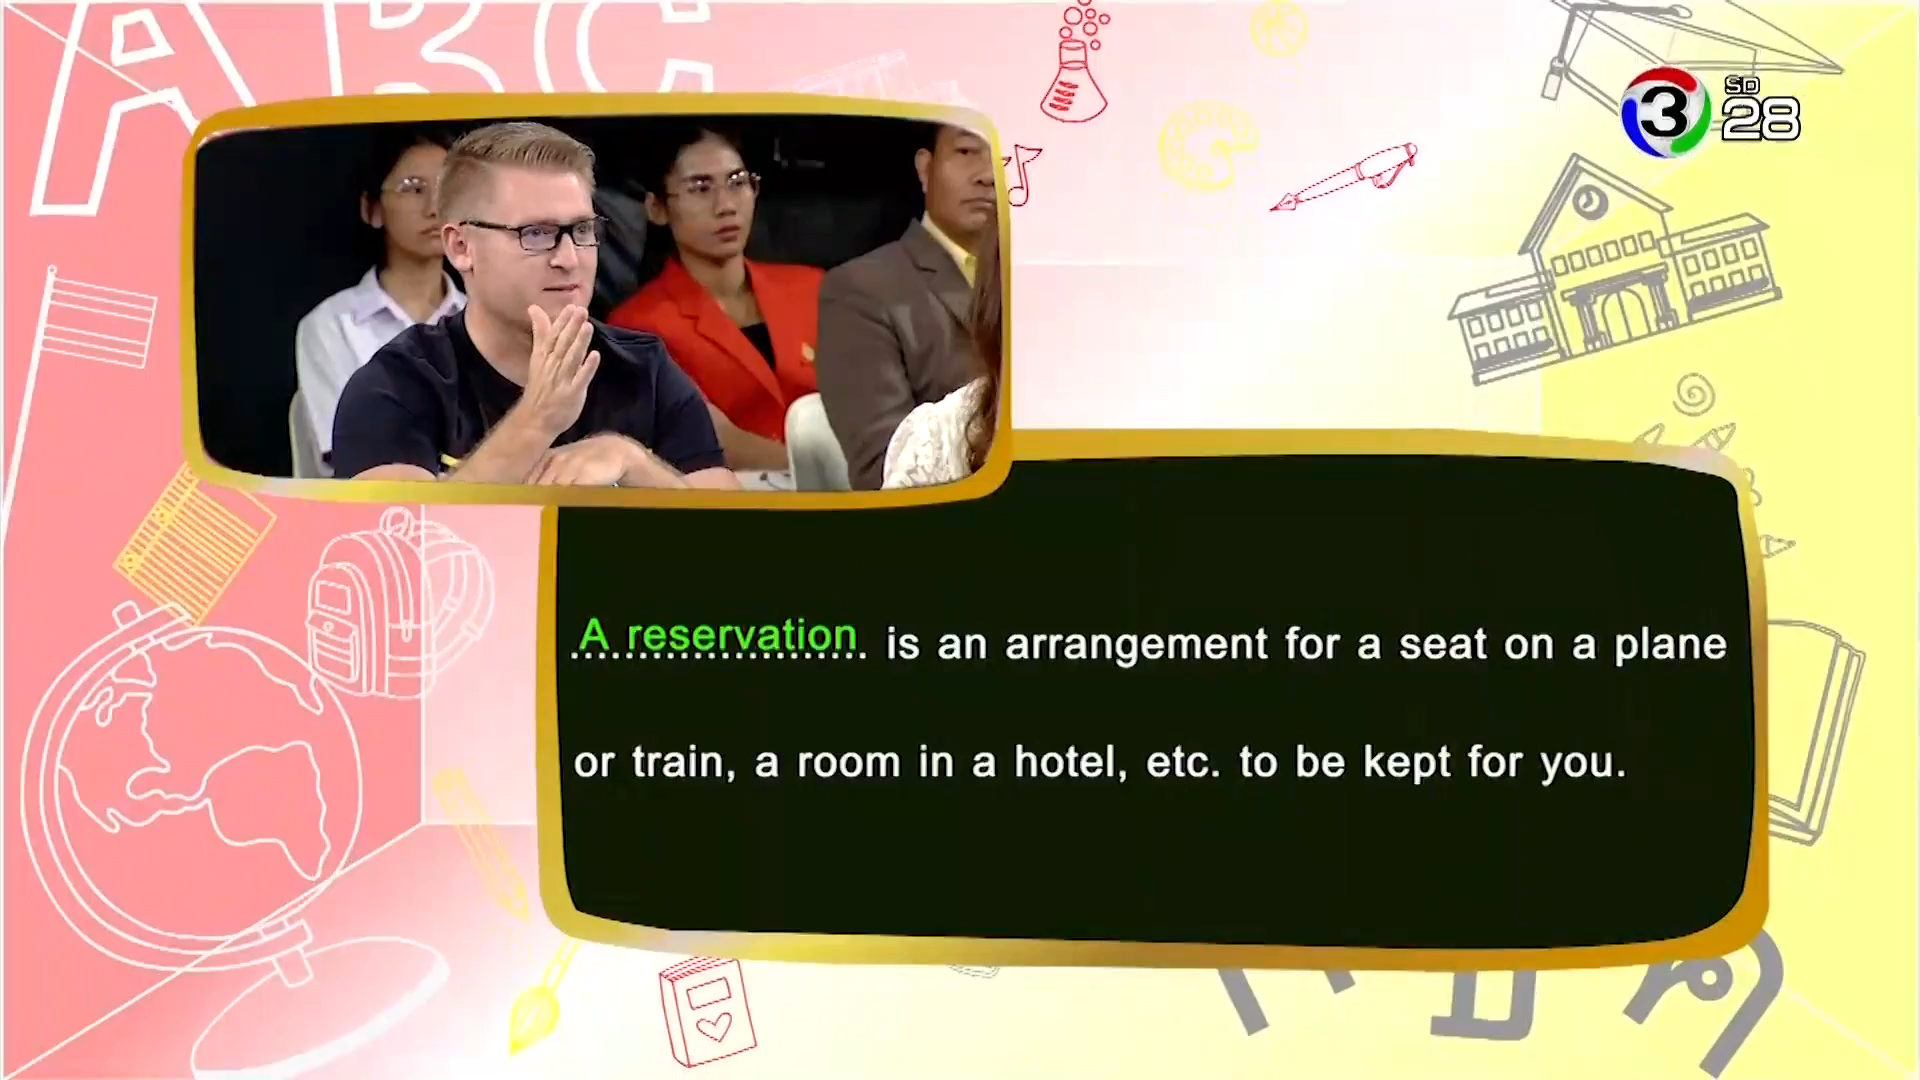 ABC
3 SD
28
A reservation is an arrangement for a seat on a plane
or train, a room in a hotel, etc. to be kept for you.